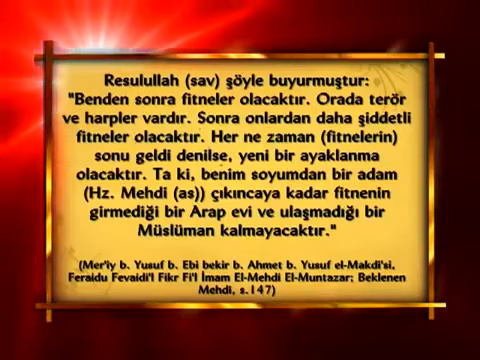 Resulullah (sav) şöyle buyurmuştur:
"Benden sonra fitneler olacaktır. Orada terör
ve harpler vardır. Sonra onlardan daha şiddetli
fitneler olacaktır. Her ne zaman (fitnelerin)
sonu geldi denilse, yeni bir ayaklanma
olacaktır. Ta ki, benim soyumdan bir adam
(Hz. Mehdi (as)) çıkıncaya kadar fitnenin
girmediği bir Arap evi ve ulaşmadığı bir
Müslüman kalmayacaktır."
(Mer'iy b. Yusuf b. Ebi bekir b. Ahmet b. Yusuf el-Makdi'si,
Feraidu Fevaidi'l Fikr Fi'l İmam El-Mehdi El-Muntazar; Beklenen
Mehdi, s.147)